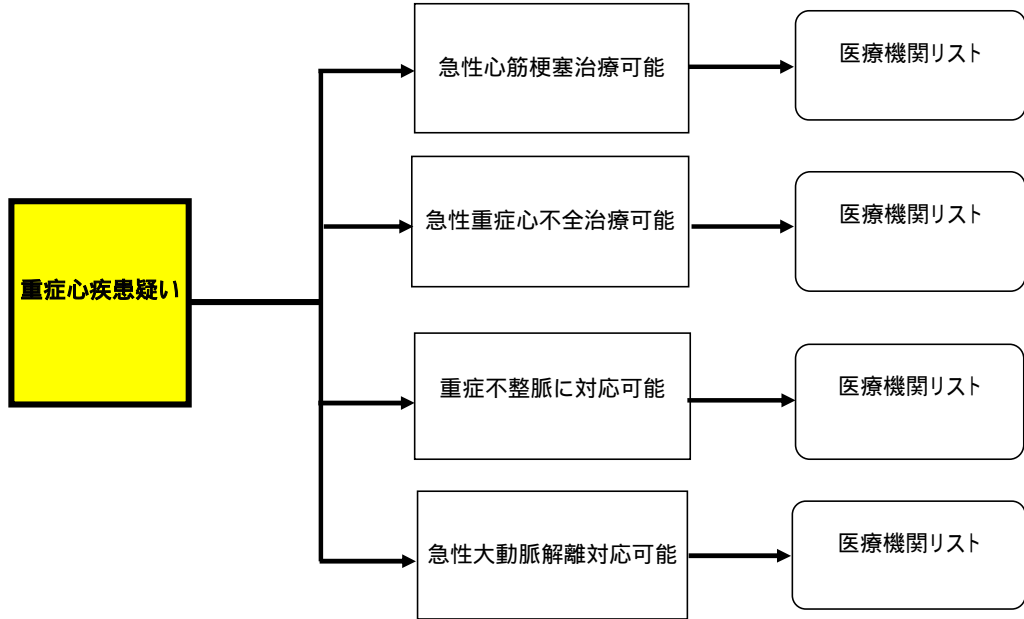 急性心筋梗塞治療可能
医療機関リスト
急性重症心不全治療可能
医療機関リスト
重症心疾患疑い
重症不整脈に対応可能
医療機関リスト
急性大動脈解離対応可能
医療機関リスト